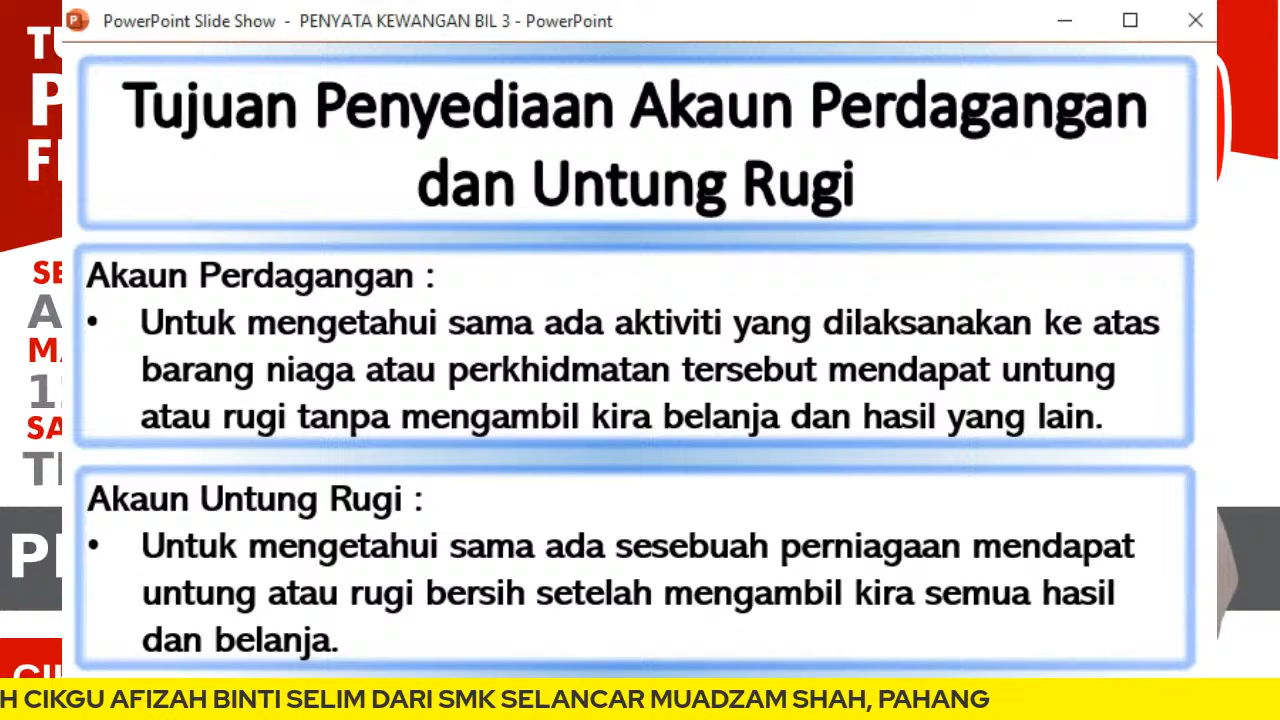 PowerPoint Slide Show - PENYATA KEWANGAN BIL 3 - PowerPoint
Tujuan Penyediaan Akaun Perdagangan
dan Untung Rugi
Akaun Perdagangan :
• Untuk mengetahui sama ada aktiviti yang dilaksanakan ke atas
barang niaga atau perkhidmatan tersebut mendapat untung
atau rugi tanpa mengambil kira belanja dan hasil yang lain.
Akaun Untung Rugi :
• Untuk mengetahui sama ada sesebuah perniagaan mendapat
untung atau rugi bersih setelah mengambil kira semua hasil
dan belanja.
H CIKGU AFIZAH BINTI SELIM DARI SMK SELANCAR MUADZAM SHAH, PAHANG